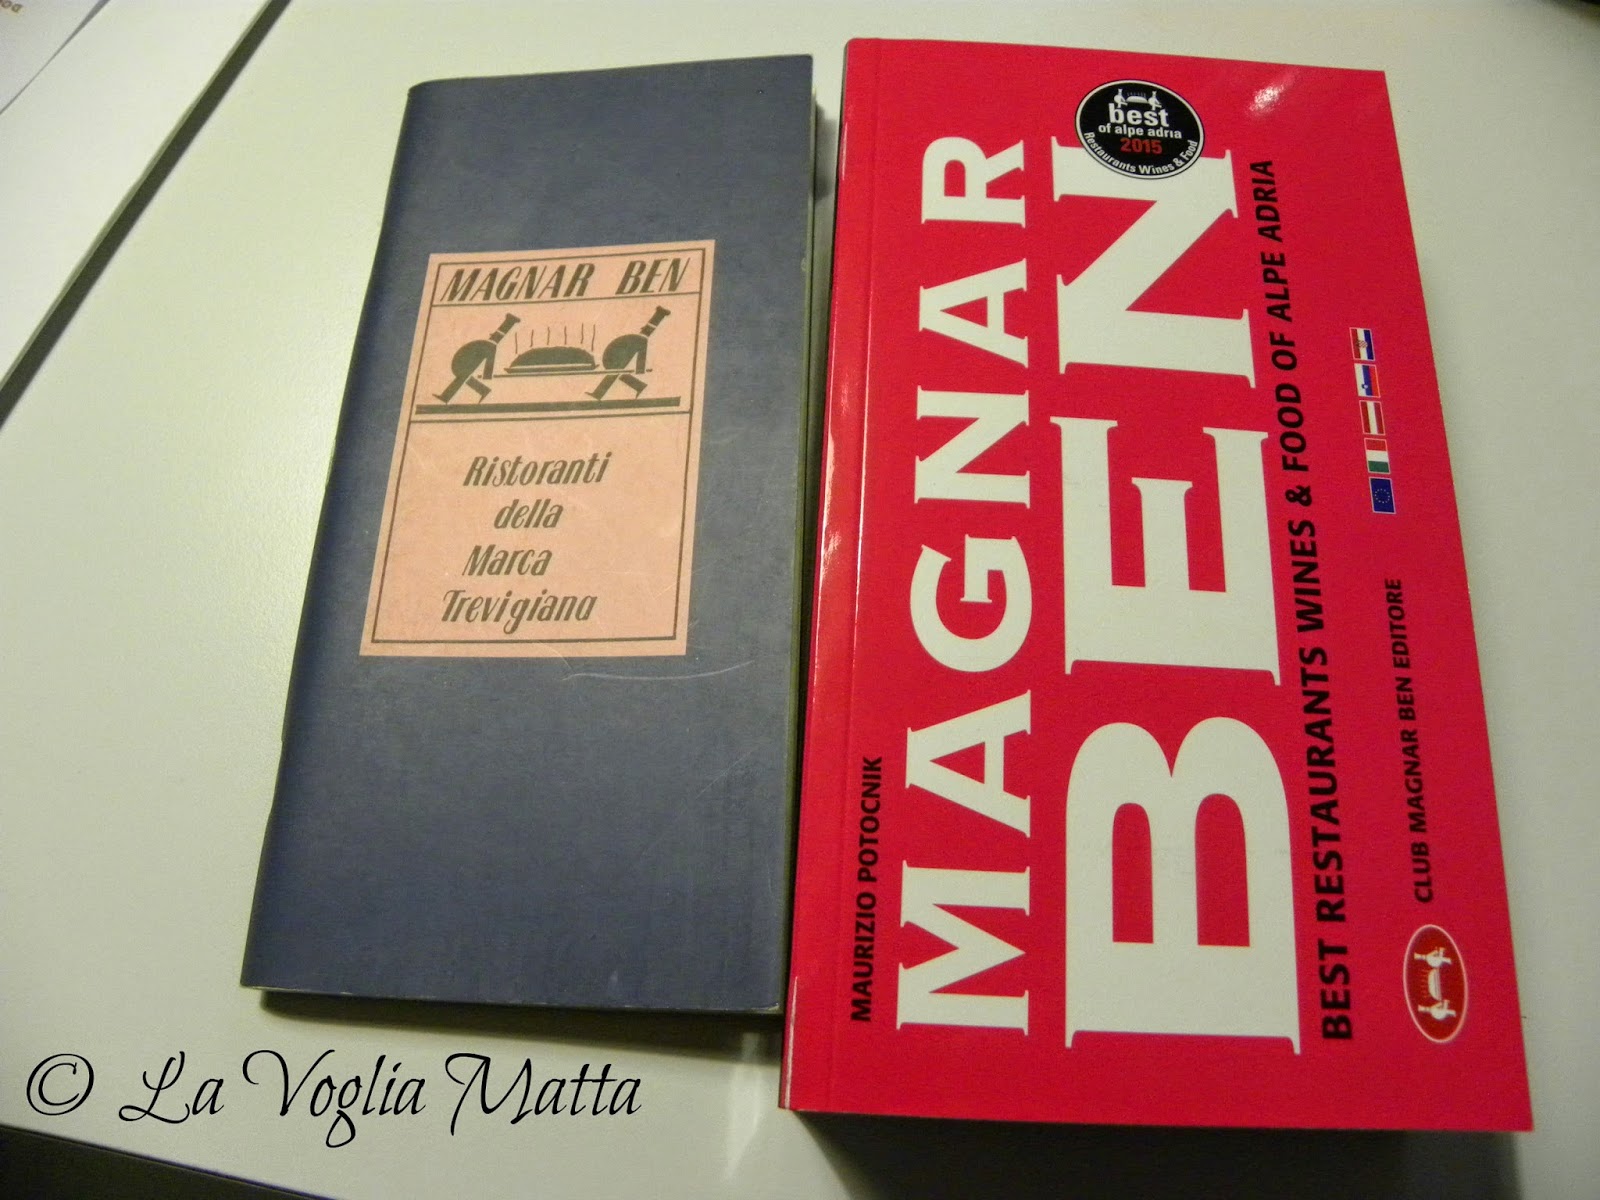 MAGNAR BEN
Ristoranti
della
Marca
Trevigiana
MAURIZIO POTOCNIK
MAGNAR
BEN
best
of alpe adria
2015
Restaurants Wines & Food
BEST RESTAURANTS WINES & FOOD OF ALPE ADRIA
CLUB MAGNAR BEN EDITORE
© La Voglia Matta